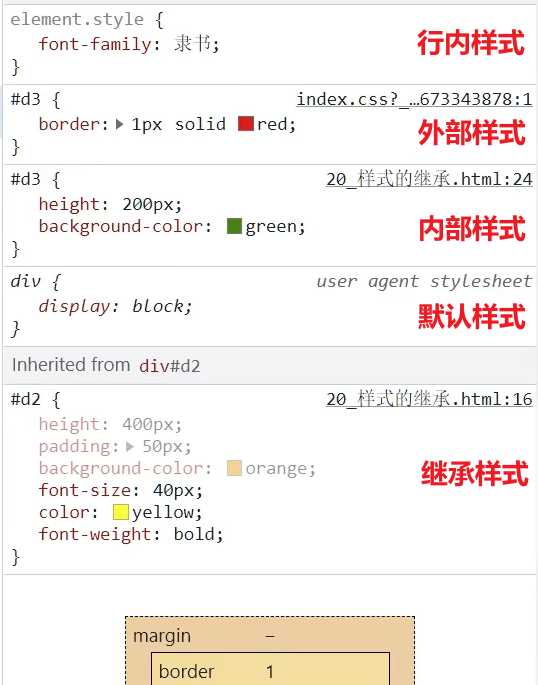 element.style {
font-family: 隶书;
行内样式
}
#d3 {
index.css?_…673343878:1
border: 1px solid red;
外部样式
}
#d3 {
20_样式的继承.html:24
height: 200px;
background-color: green;
内部样式
}
div {
user agent stylesheet
display: block;
默认样式
}
Inherited from div#d2
#d2 {
20_样式的继承.html:16
height: 400px;
padding: 50px;
background-color: orange;
继承样式
font-size: 40px;
color: yellow;
font-weight: bold;
}
margin –
border 1